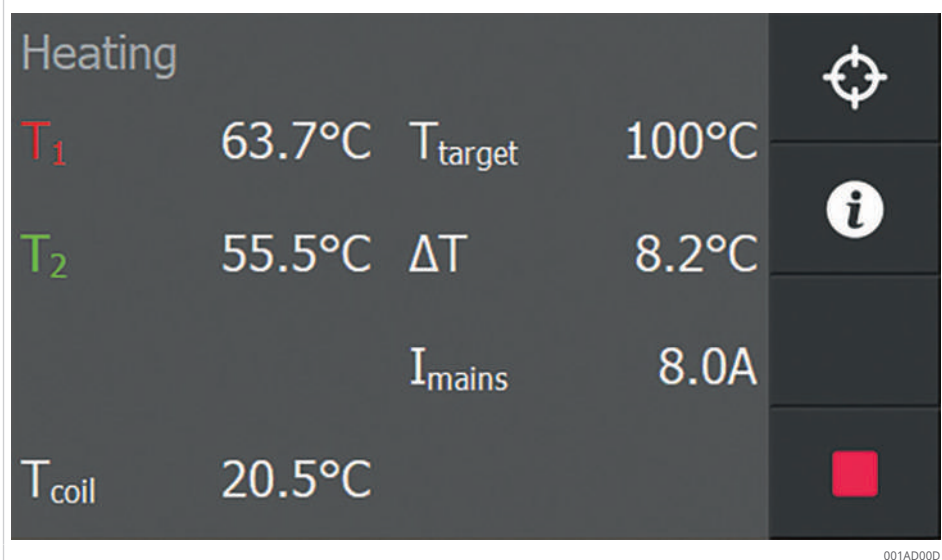 Heating
T1 63.7°C Ttarget 100°C
T2 55.5°C ΔT 8.2°C
Imains 8.0A
Tcoil 20.5°C
i
001AD00D